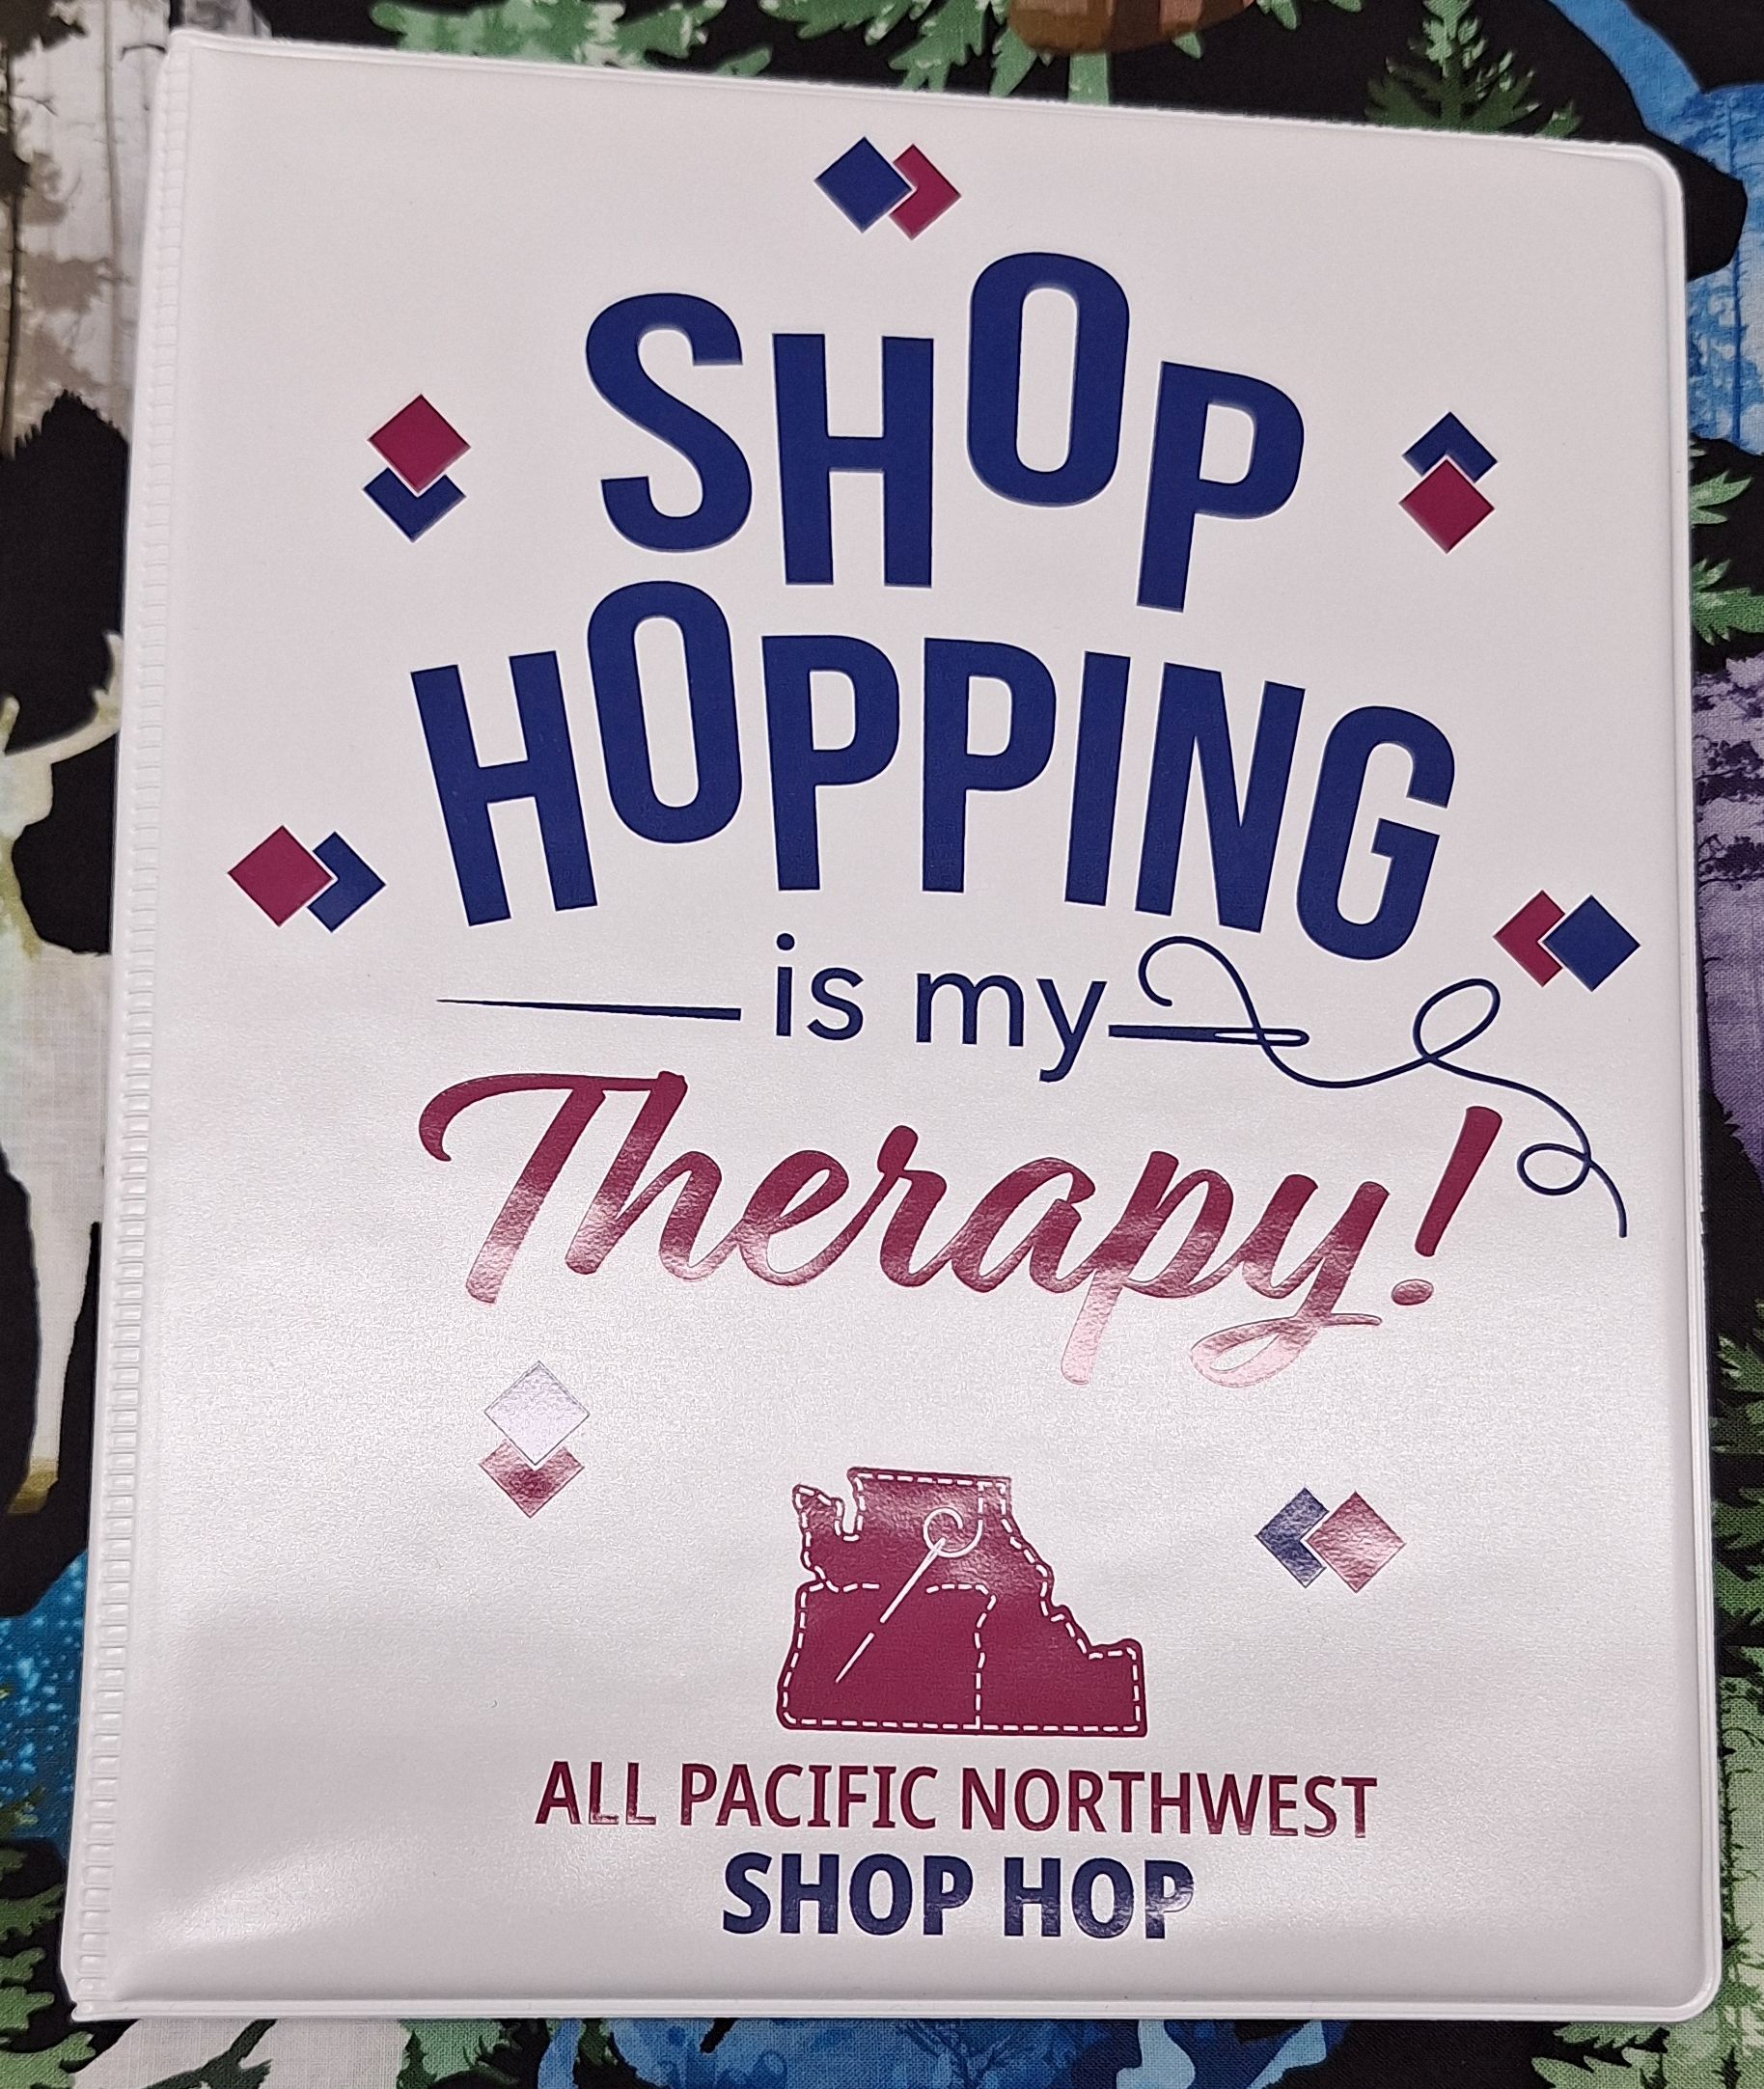 SHOP
HOPPING
is my
Therapy!
ALL PACIFIC NORTHWEST
SHOP HOP